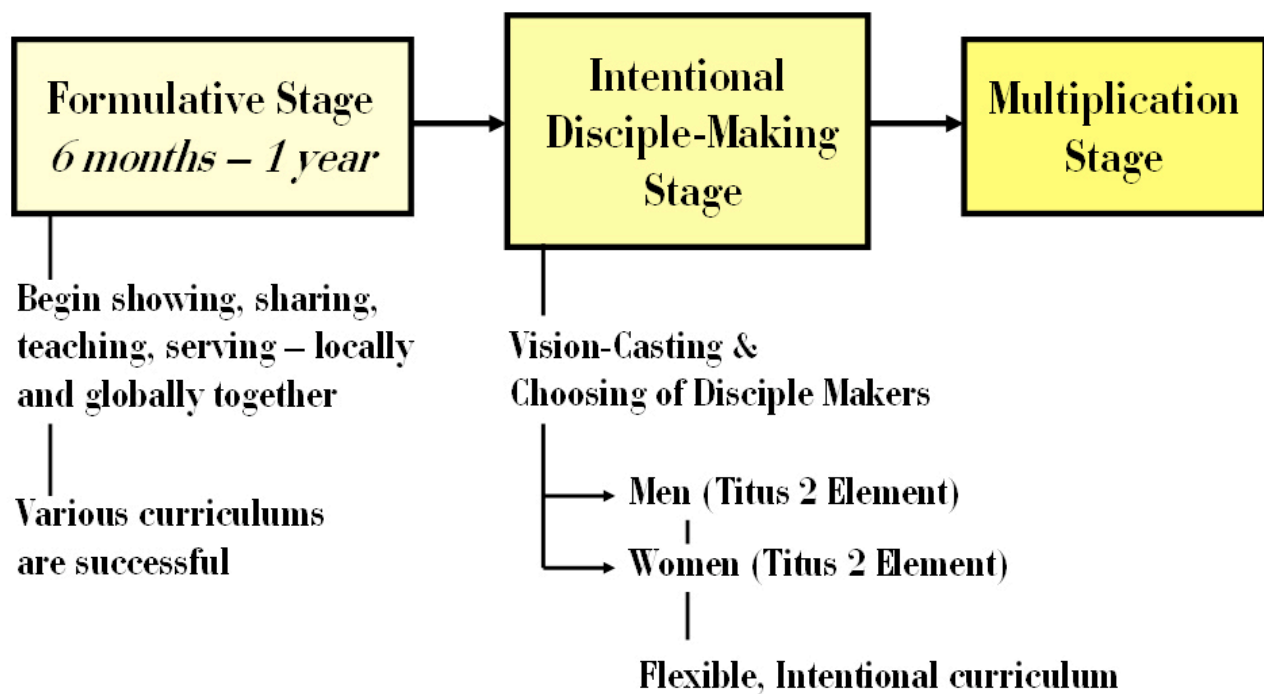 Formulative Stage
6 months – 1 year
Begin showing, sharing,
teaching, serving – locally
and globally together
Various curriculums
are successful
Intentional
Disciple-Making
Stage
Vision-Casting &
Choosing of Disciple Makers
Men (Titus 2 Element)
Women (Titus 2 Element)
Flexible, Intentional curriculum
Multiplication
Stage